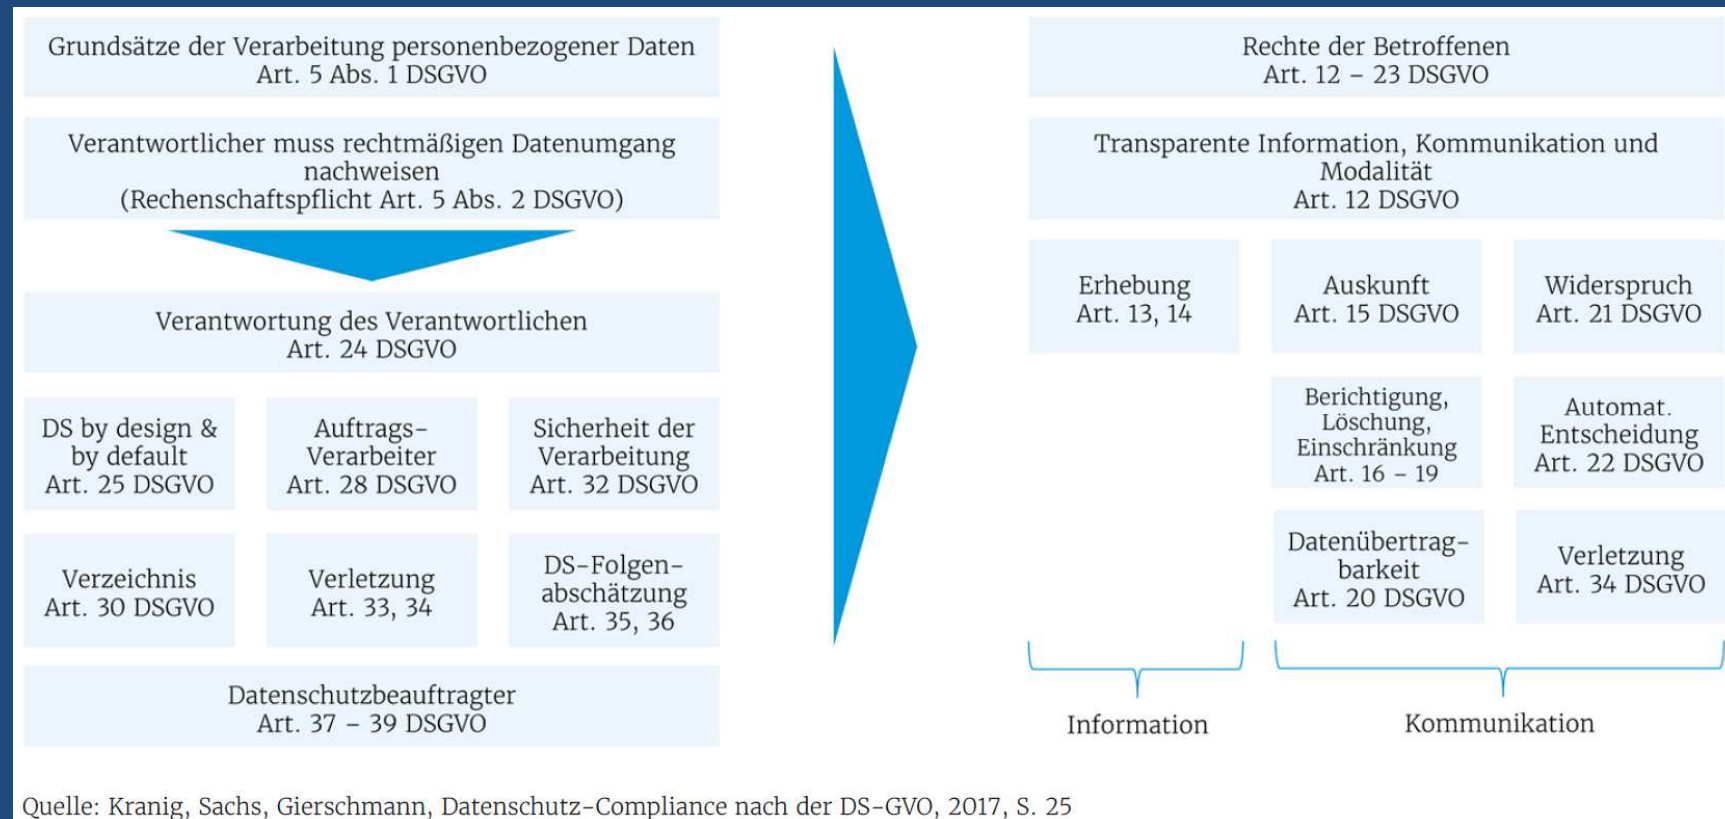 Grundsätze der Verarbeitung personenbezogener Daten
Art. 5 Abs. 1 DSGVO
Verantwortlicher muss rechtmäßigen Datenumgang
nachweisen
(Rechenschaftspflicht Art. 5 Abs. 2 DSGVO)
Verantwortung des Verantwortlichen
Art. 24 DSGVO
DS by design &
by default
Art. 25 DSGVO
Auftrags-
Verarbeiter
Art. 28 DSGVO
Sicherheit der
Verarbeitung
Art. 32 DSGVO
Verzeichnis
Art. 30 DSGVO
Verletzung
Art. 33, 34
DS-Folgen-
abschätzung
Art. 35, 36
Datenschutzbeauftragter
Art. 37 – 39 DSGVO
Rechte der Betroffenen
Art. 12 – 23 DSGVO
Transparente Information, Kommunikation und
Modalität
Art. 12 DSGVO
Erhebung
Art. 13, 14
Auskunft
Art. 15 DSGVO
Widerspruch
Art. 21 DSGVO
Berichtigung,
Löschung,
Einschränkung
Art. 16 – 19
Automat.
Entscheidung
Art. 22 DSGVO
Datenübertrag-
barkeit
Art. 20 DSGVO
Verletzung
Art. 34 DSGVO
Information
Kommunikation
Quelle: Kranig, Sachs, Gierschmann, Datenschutz-Compliance nach der DS-GVO, 2017, S. 25